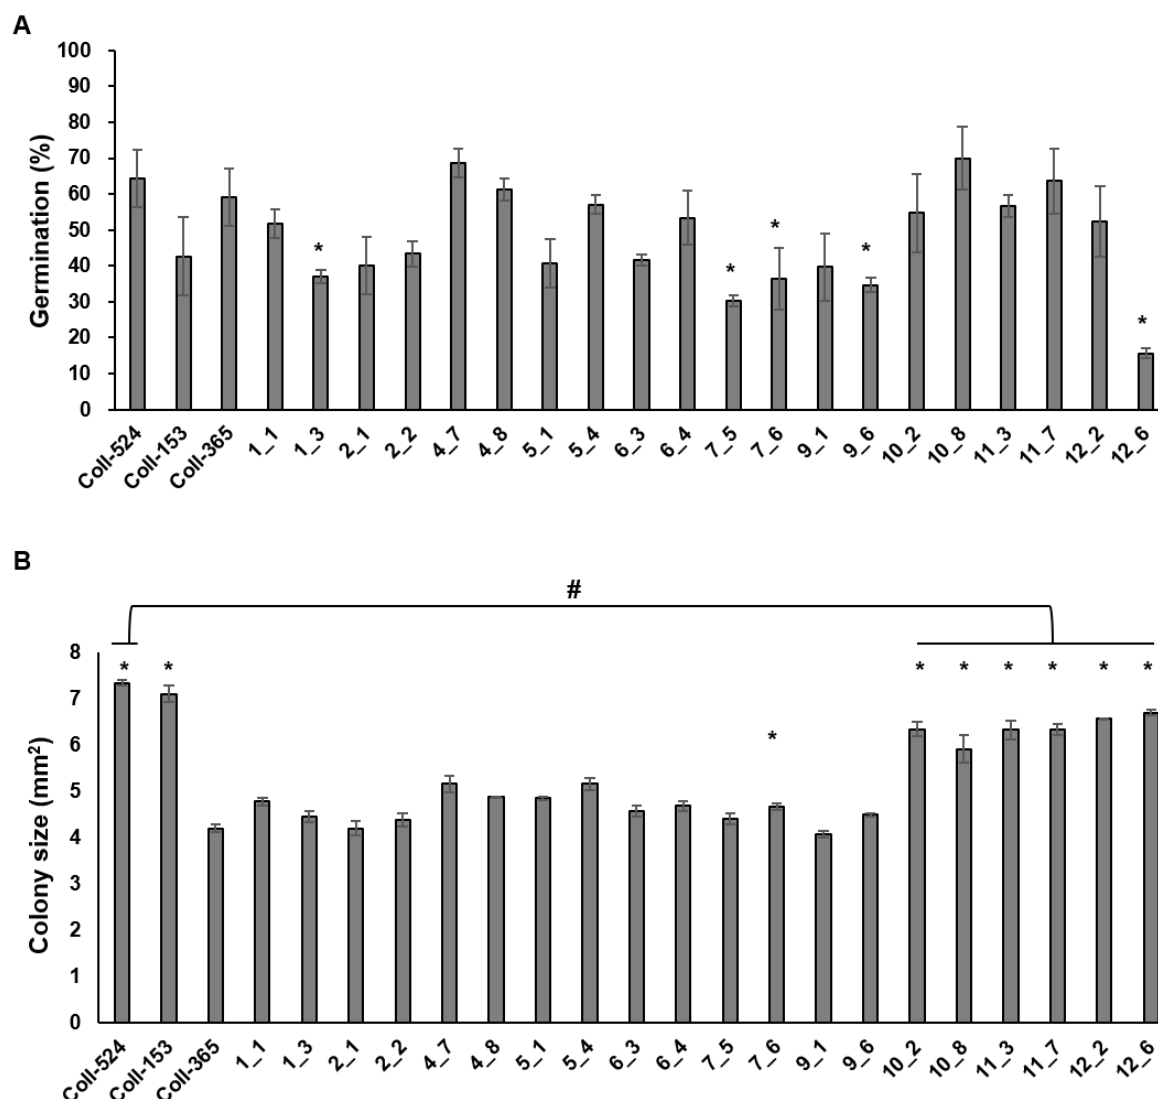 A
100
90
80
70
60
50
40
30
20
10
0
Germination (%)
* * * * *
Coll-524 Coll-153 Coll-365 1_1 1_3 2_1 2_2 4_7 4_8 5_1 5_4 6_3 6_4 7_5 7_6 9_1 9_6 10_2 10_8 11_3 11_7 12_2 12_6
B
#
8
7
6
5
4
3
2
1
0
Colony size (mm²)
* * * * * * * * *
Coll-524 Coll-153 Coll-365 1_1 1_3 2_1 2_2 4_7 4_8 5_1 5_4 6_3 6_4 7_5 7_6 9_1 9_6 10_2 10_8 11_3 11_7 12_2 12_6